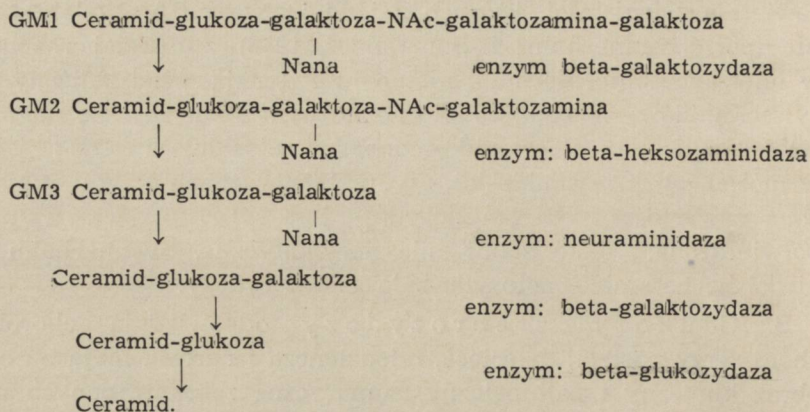 GM1 Ceramid-glukoza-galaktoza-NAc-galaktozamina-galaktoza
Nana enzym beta-galaktozydaza
GM2 Ceramid-glukoza-galaktoza-NAc-galaktozamina
Nana enzym: beta-heksozaminidaza
GM3 Ceramid-glukoza-galaktoza
Nana enzym: neuraminidaza
Ceramid-glukoza-galaktoza
enzym: beta-galaktozydaza
Ceramid-glukoza
enzym: beta-glukozydaza
Ceramid.